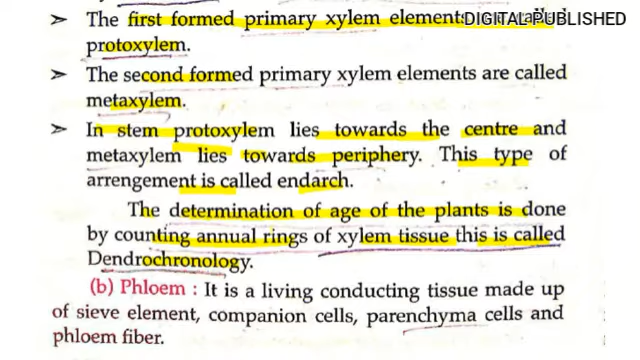 ➢ The first formed primary xylem elements DIGITAL PUBLISHED
protoxylem.
➢ The second formed primary xylem elements are called
metaxylem.
➢ In stem protoxylem lies towards the centre and
metaxylem lies towards periphery. This type of
arrengement is called endarch.
The determination of age of the plants is done
by counting annual rings of xylem tissue this is called
Dendrochronology.
(b) Phloem : It is a living conducting tissue made up
of sieve element, companion cells, parenchyma cells and
phloem fiber.